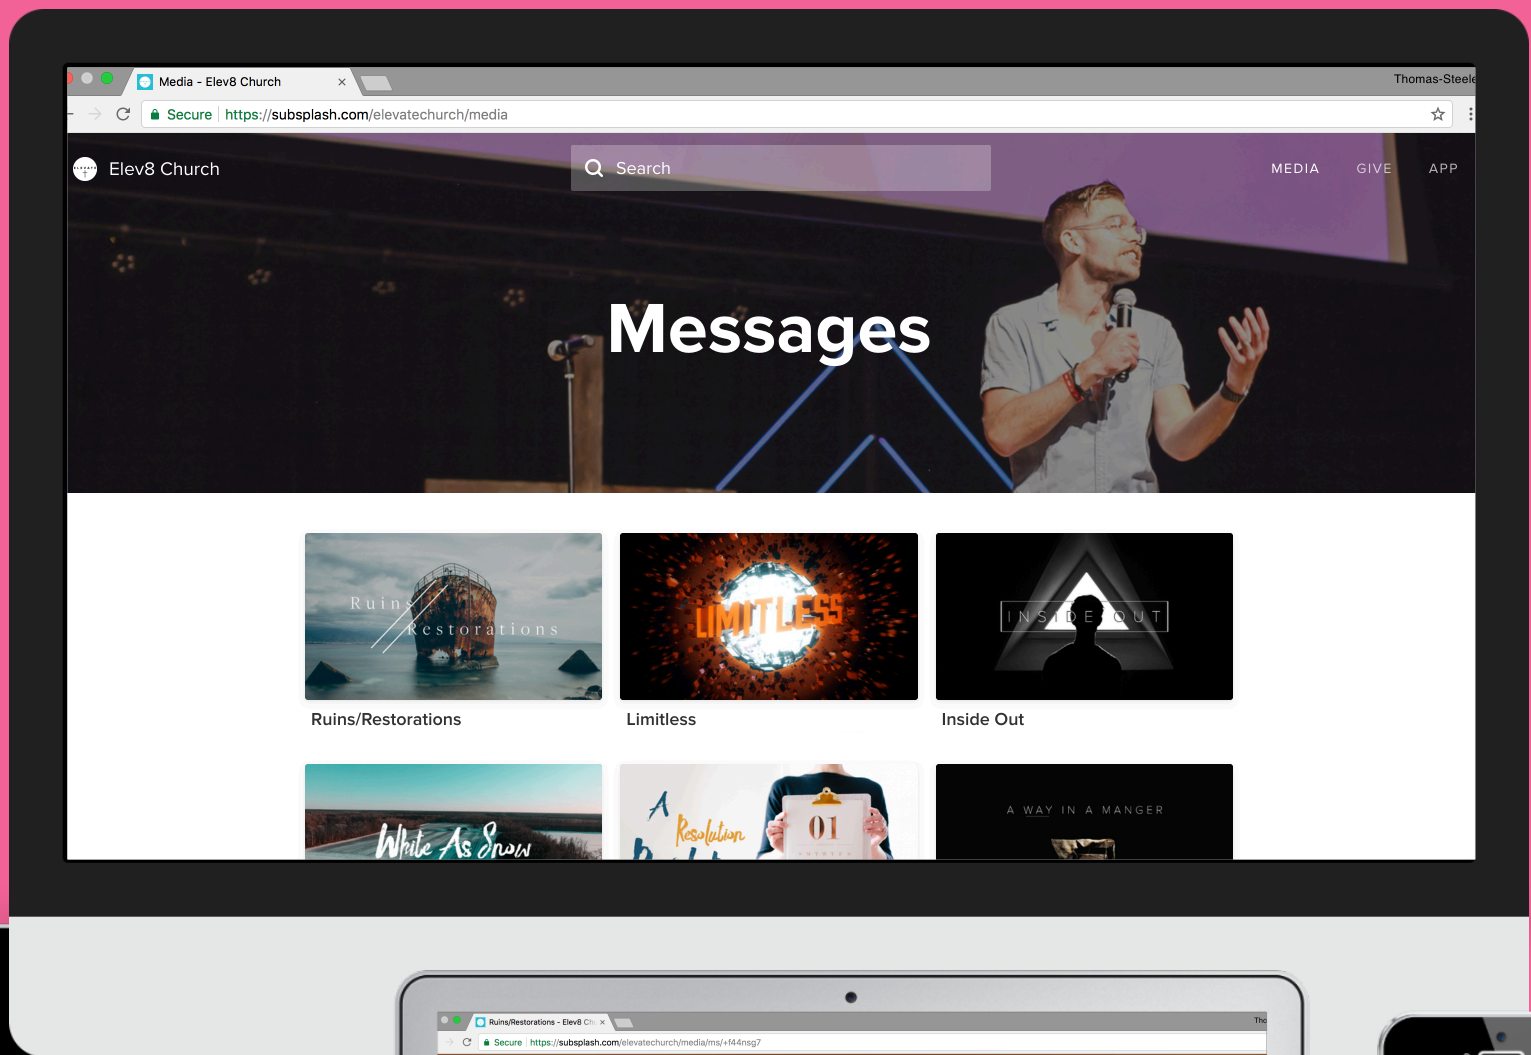 Media - Elev8 Church
Thomas-Steele
Secure https://subsplash.com/elevatechurch/media
ELEVATE
Elev8 Church
Search
MEDIA GIVE APP
Messages
Ruins
Restorations
LIMITLESS
INSIDE OUT
Ruins/Restorations
Limitless
Inside Out
White As Snow
A
Resolution
01
A WAY IN A MANGER
Ruins/Restorations - Elev8 Ch
Tho
Secure https://subsplash.com/elevatechurch/media/ms/+f44nsg7